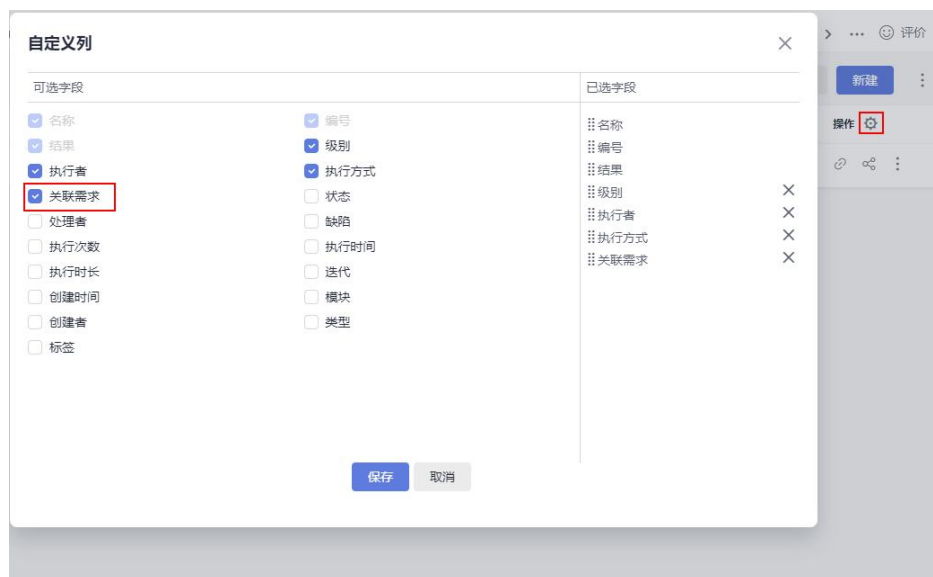 自定义列
评价
可选字段
已选字段
新建
名称
编号
结果
级别
执行者
执行方式
关联需求
状态
处理者
缺陷
执行次数
执行时间
执行时长
迭代
创建时间
模块
创建者
类型
标签
名称
编号
结果
级别
执行者
执行方式
关联需求
操作
保存
取消